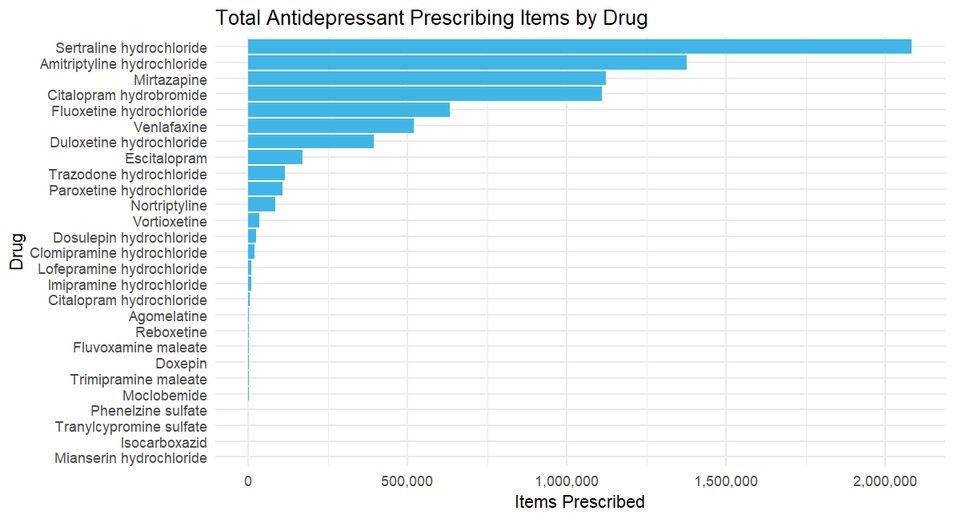 Total Antidepressant Prescribing Items by Drug
Sertraline hydrochloride
Amitriptyline hydrochloride
Mirtazapine
Citalopram hydrobromide
Fluoxetine hydrochloride
Venlafaxine
Duloxetine hydrochloride
Escitalopram
Trazodone hydrochloride
Paroxetine hydrochloride
Nortriptyline
Vortioxetine
Dosulepin hydrochloride
Clomipramine hydrochloride
Lofepramine hydrochloride
Imipramine hydrochloride
Citalopram hydrochloride
Agomelatine
Reboxetine
Fluvoxamine maleate
Doxepin
Trimipramine maleate
Moclobemide
Phenelzine sulfate
Tranylcypromine sulfate
Isocarboxazid
Mianserin hydrochloride
Drug
0 500,000 1,000,000 1,500,000 2,000,000
Items Prescribed